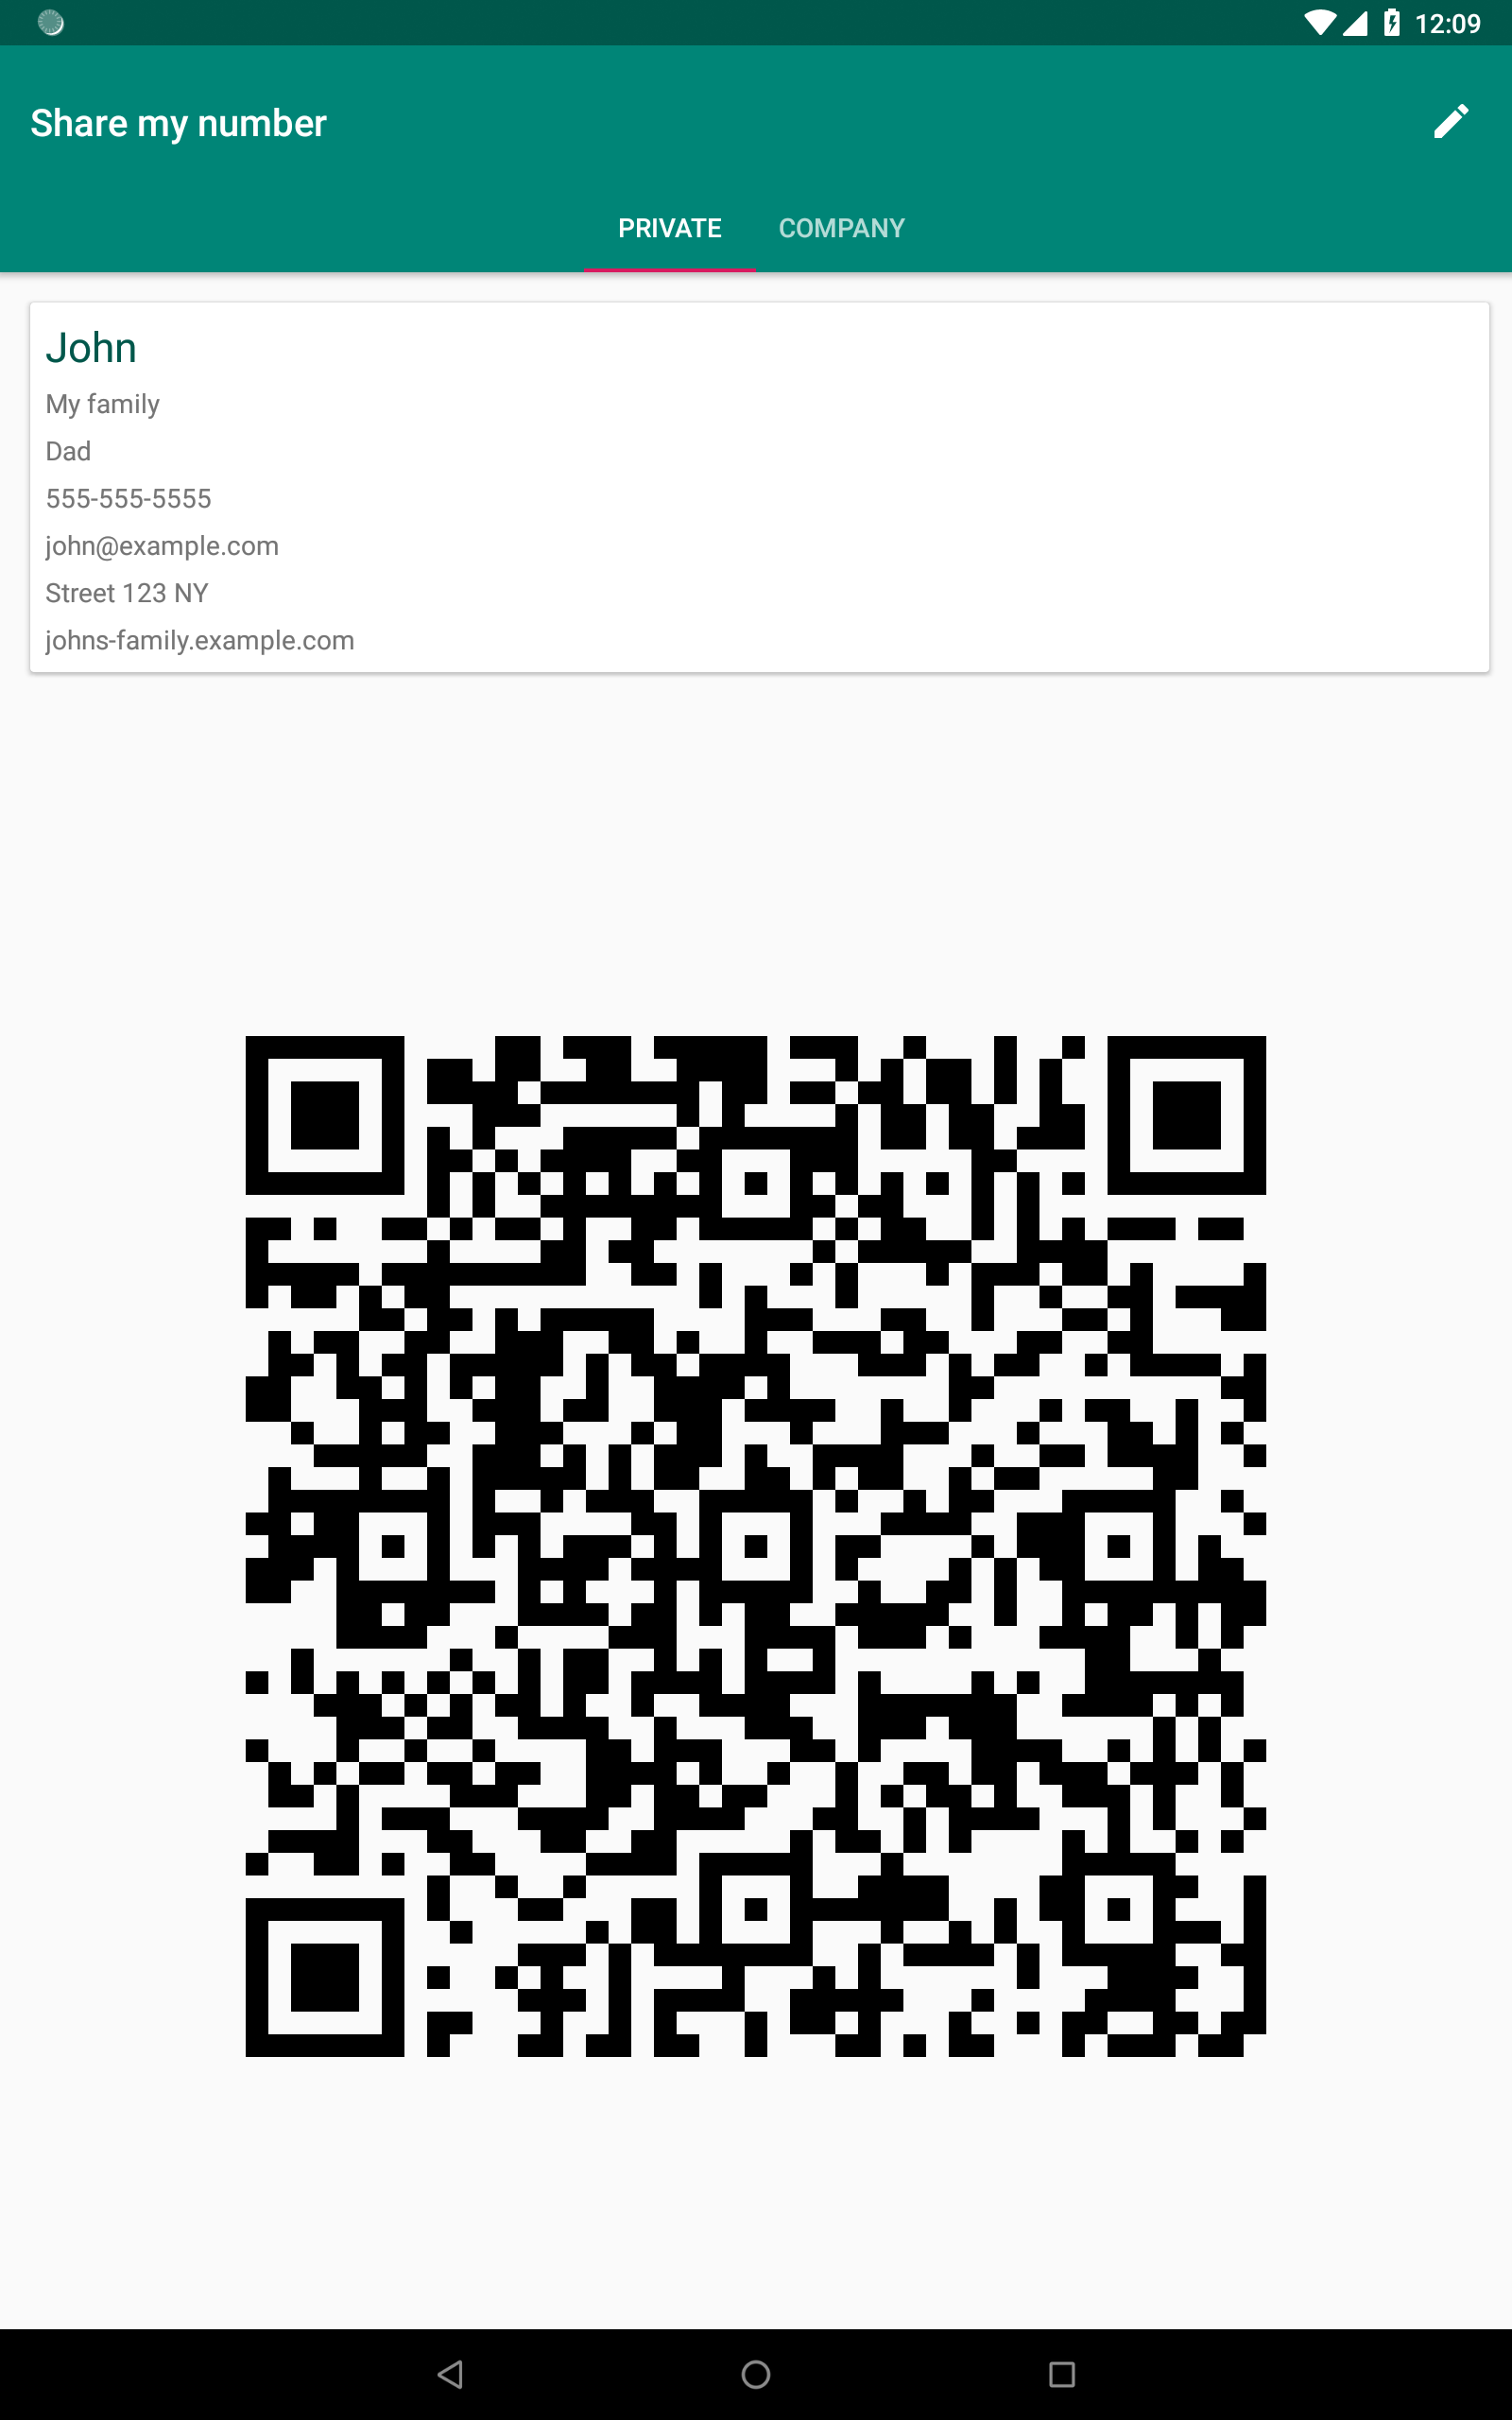 12:09
Share my number
PRIVATE COMPANY
John
My family
Dad
555-555-5555
john@example.com
Street 123 NY
johns-family.example.com